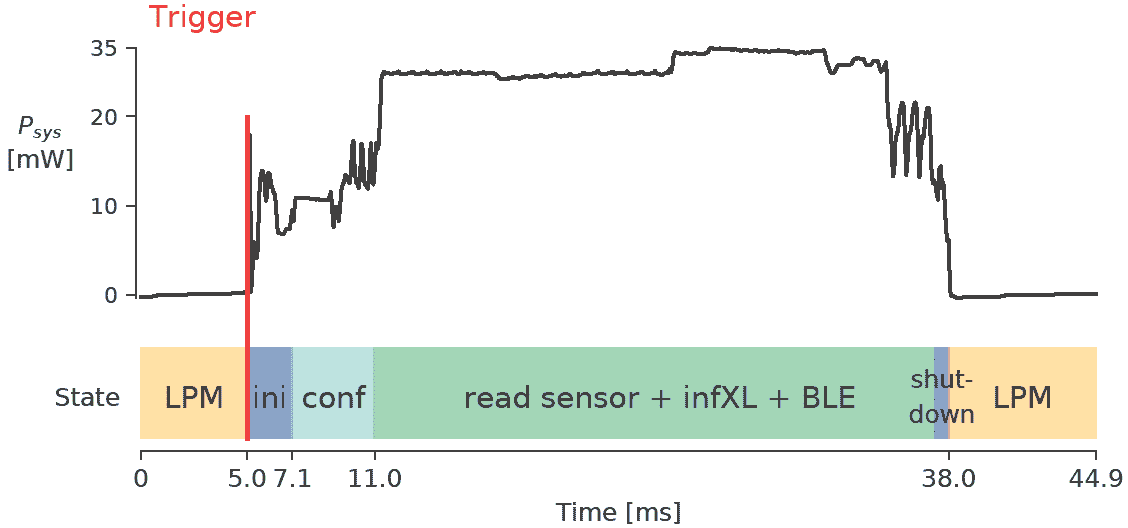 Trigger
35
20
10
0
P_sys
[mW]
State
LPM
ini
conf
read sensor + infXL + BLE
shut-
down
LPM
0 5.0 7.1 11.0 38.0 44.9
Time [ms]